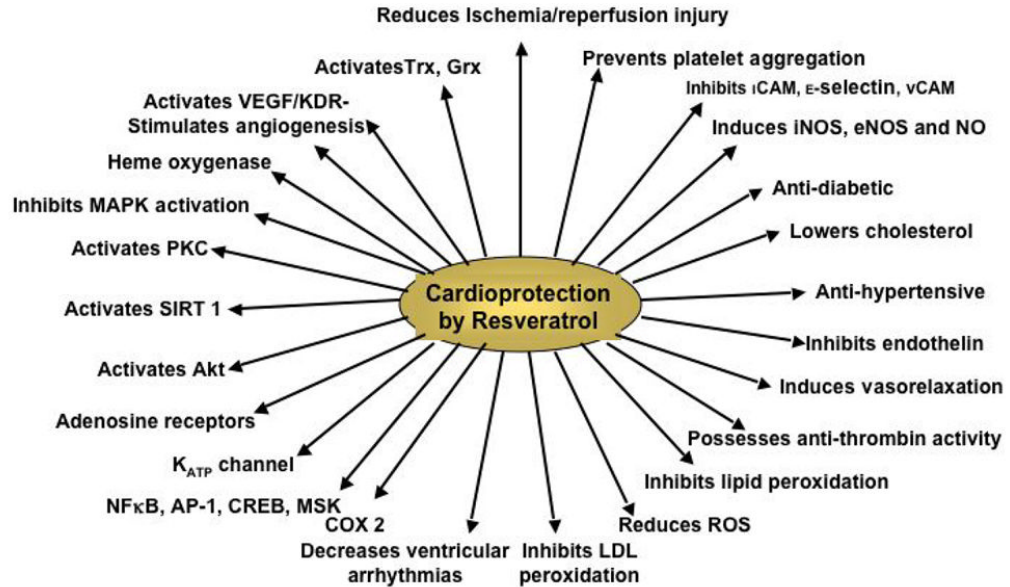 Reduces Ischemia/reperfusion injury
Prevents platelet aggregation
Inhibits ICAM, E-selectin, vCAM
Induces iNOS, eNOS and NO
Anti-diabetic
Lowers cholesterol
Anti-hypertensive
Inhibits endothelin
Induces vasorelaxation
Possesses anti-thrombin activity
Inhibits lipid peroxidation
Reduces ROS
Inhibits LDL
peroxidation
Decreases ventricular
arrhythmias
COX 2
NFκB, AP-1, CREB, MSK
KATP channel
Adenosine receptors
Activates Akt
Activates SIRT 1
Activates PKC
Inhibits MAPK activation
Heme oxygenase
Activates VEGF/KDR-
Stimulates angiogenesis
ActivatesTrx, Grx
Cardioprotection
by Resveratrol